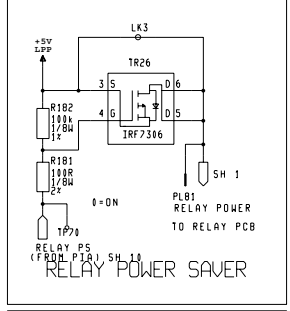 LK3
+5V
LPP
TR26
3 S
D 6
4 G
D 5
IRF7306
R182
100k
1/8W
1%
R181
100R
1/8W
2%
SH 1
0=ON
PL81
RELAY POWER
TO RELAY PCB
TP70
RELAY PS
(FROM PIA) SH 10
RELAY POWER SAVER